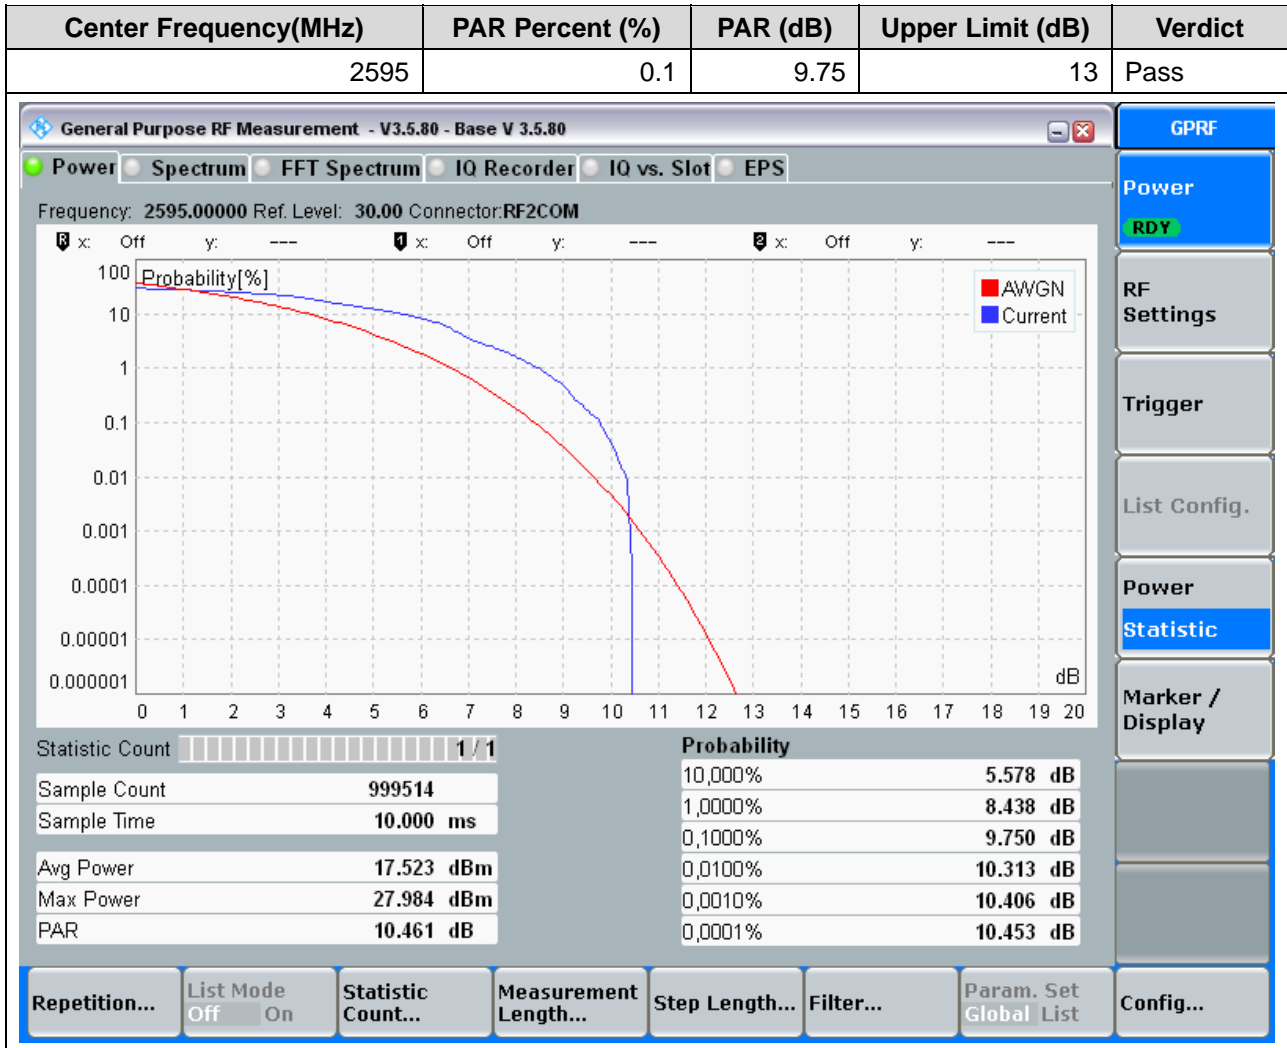 Center Frequency(MHz) PAR Percent (%) PAR (dB) Upper Limit (dB) Verdict
2595 0.1 9.75 13 Pass
General Purpose RF Measurement - V3.5.80 - Base V 3.5.80
GPRF
Power Spectrum FFT Spectrum IQ Recorder IQ vs. Slot EPS
Frequency: 2595.00000 Ref. Level: 30.00 Connector:RF2COM
R x: Off y: --- 1 x: Off y: --- 2 x: Off y: ---
Probability[%]
100
10
1
0.1
0.01
0.001
0.0001
0.00001
0.000001
AWGN
Current
dB
0 1 2 3 4 5 6 7 8 9 10 11 12 13 14 15 16 17 18 19 20
Statistic Count 1 / 1
Sample Count 999514
Sample Time 10.000 ms
Avg Power 17.523 dBm
Max Power 27.984 dBm
PAR 10.461 dB
Probability
10,000% 5.578 dB
1,0000% 8.438 dB
0,1000% 9.750 dB
0,0100% 10.313 dB
0,0010% 10.406 dB
0,0001% 10.453 dB
Power
RDY
RF
Settings
Trigger
List Config.
Power
Statistic
Marker /
Display
Repetition...
List Mode
Off On
Statistic
Count...
Measurement
Length...
Step Length...
Filter...
Param. Set
Global List
Config...